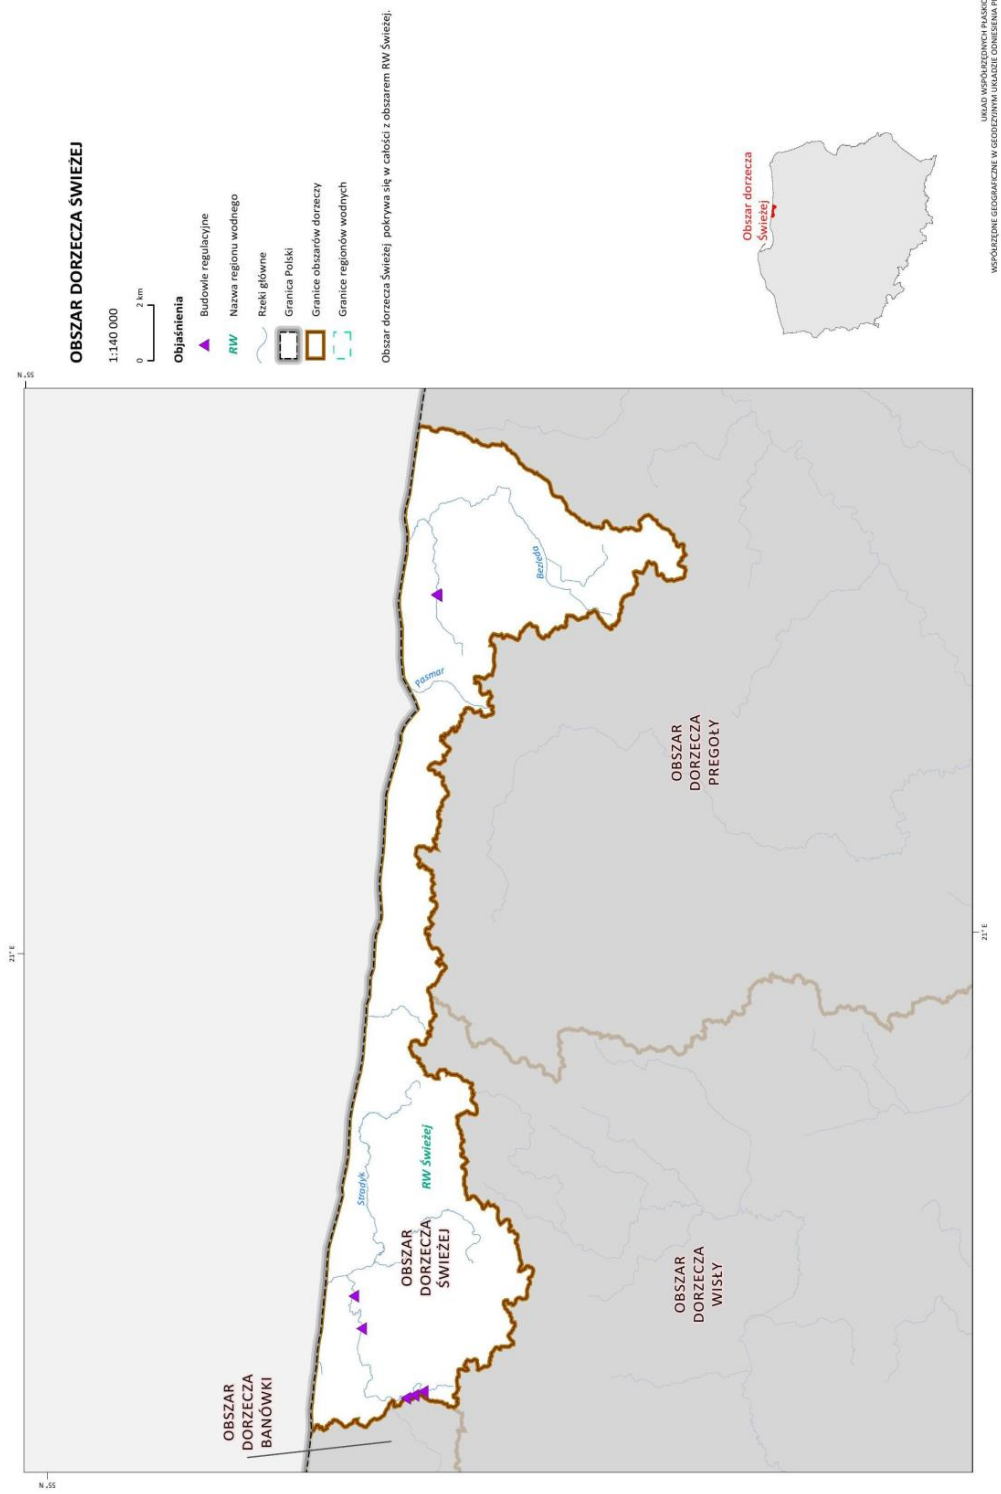 OBSZAR DORZECZA ŚWIEŻEJ
1:140 000
0 2 km
Objaśnienia
Budowle regulacyjne
RW Nazwa regionu wodnego
Rzeki główne
Granica Polski
Granice obszarów dorzeczy
Granice regionów wodnych
Obszar dorzecza Świeżej pokrywa się w całości z obszarem RW Świeżej.
Obszar dorzecza
Świeżej
UKŁAD WSPÓŁRZĘDNYCH PŁASKIC
WSPÓŁRZĘDNE GEOGRAFICZNE W GEODEZYJNYM UKŁADZIE ODNIESIENIA
N .55
N .55
21° E
21° E
OBSZAR
DORZECZA
BANÓWKI
OBSZAR
DORZECZA
ŚWIEŻEJ
RW Świeżej
Stradyk
Pasmar
Bezleda
OBSZAR
DORZECZA
WISŁY
OBSZAR
DORZECZA
PREGOŁY